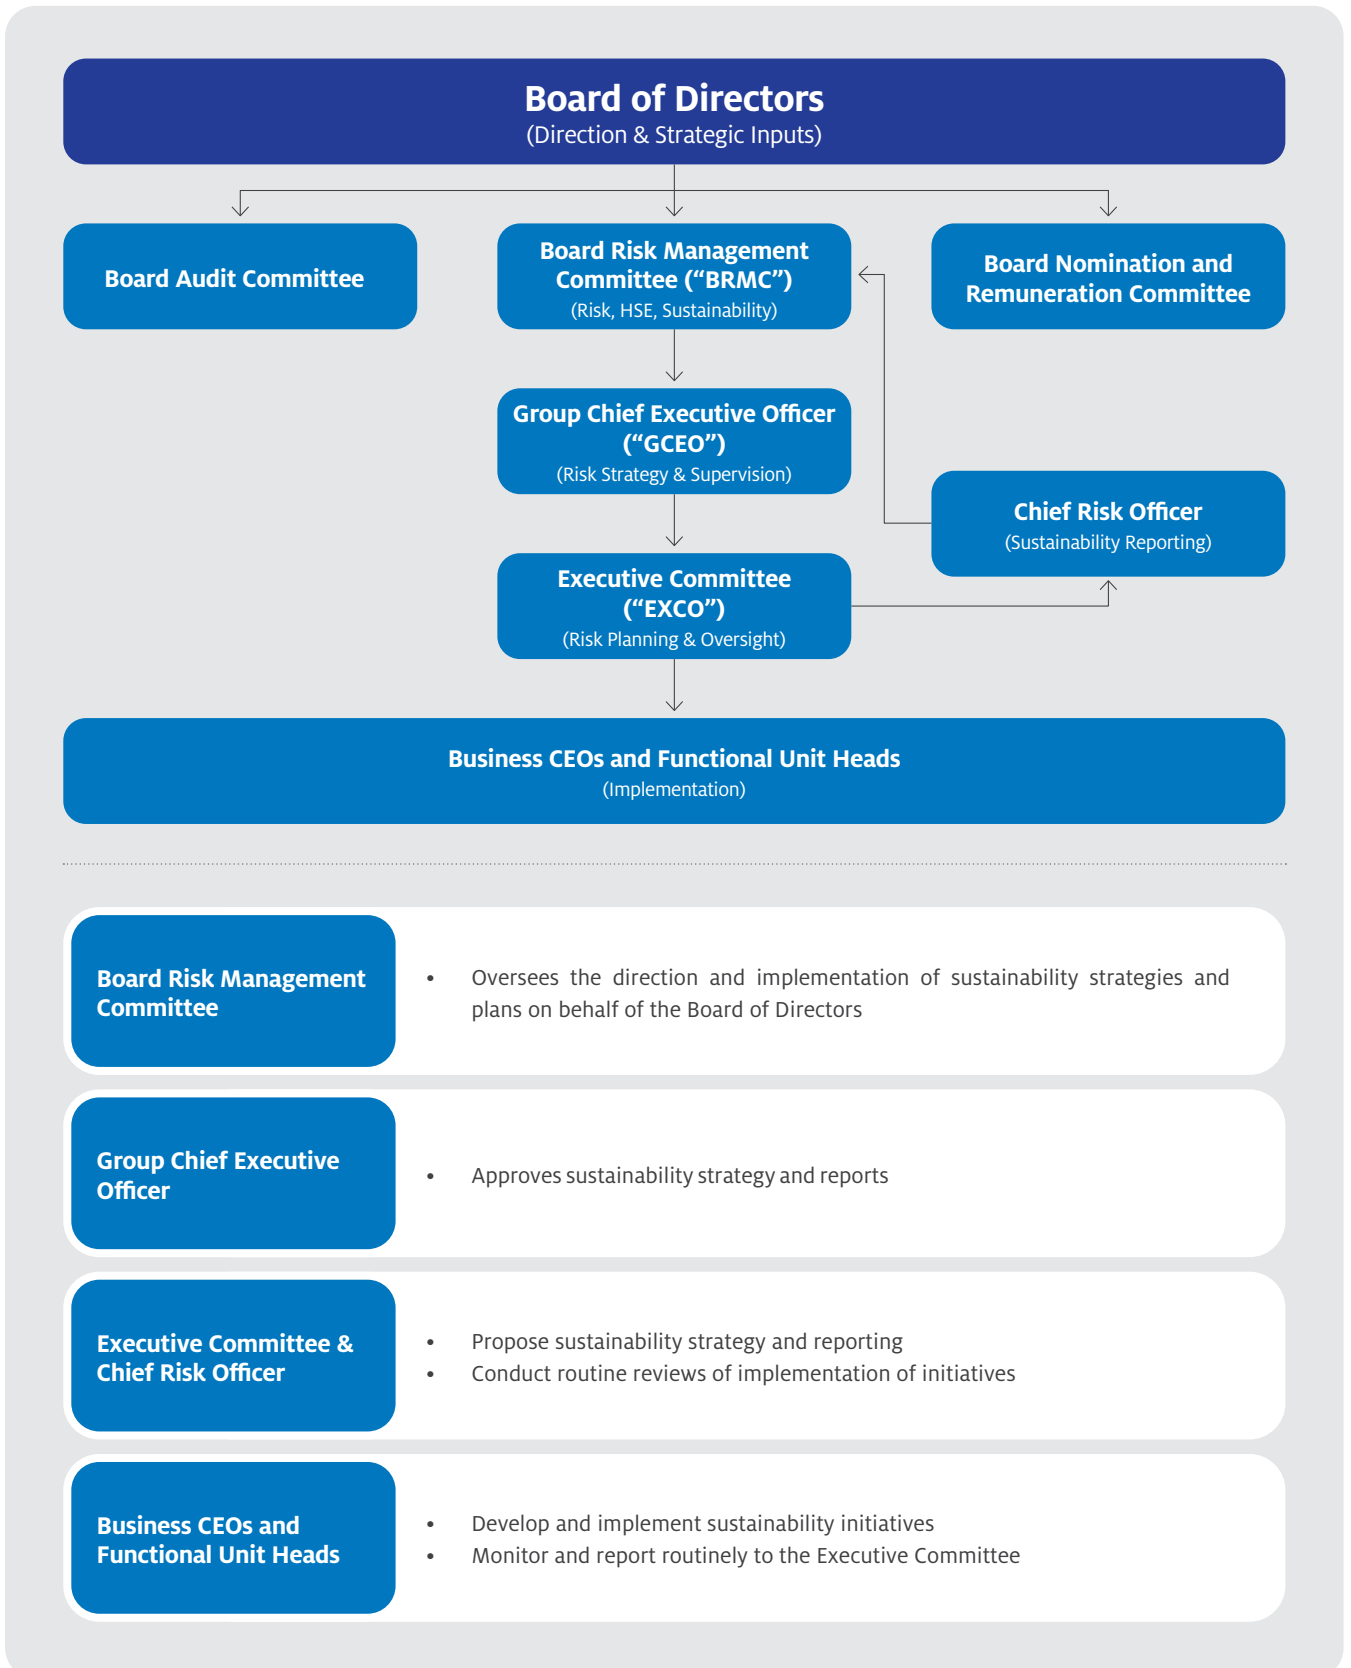 Board of Directors
(Direction & Strategic Inputs)
Board Audit Committee
Board Risk Management
Committee (“BRMC”)
(Risk, HSE, Sustainability)
Board Nomination and
Remuneration Committee
Group Chief Executive Officer
(“GCEO”)
(Risk Strategy & Supervision)
Chief Risk Officer
(Sustainability Reporting)
Executive Committee
(“EXCO”)
(Risk Planning & Oversight)
Business CEOs and Functional Unit Heads
(Implementation)
Board Risk Management
Committee
• Oversees the direction and implementation of sustainability strategies and
plans on behalf of the Board of Directors
Group Chief Executive
Officer
• Approves sustainability strategy and reports
Executive Committee &
Chief Risk Officer
• Propose sustainability strategy and reporting
• Conduct routine reviews of implementation of initiatives
Business CEOs and
Functional Unit Heads
• Develop and implement sustainability initiatives
• Monitor and report routinely to the Executive Committee